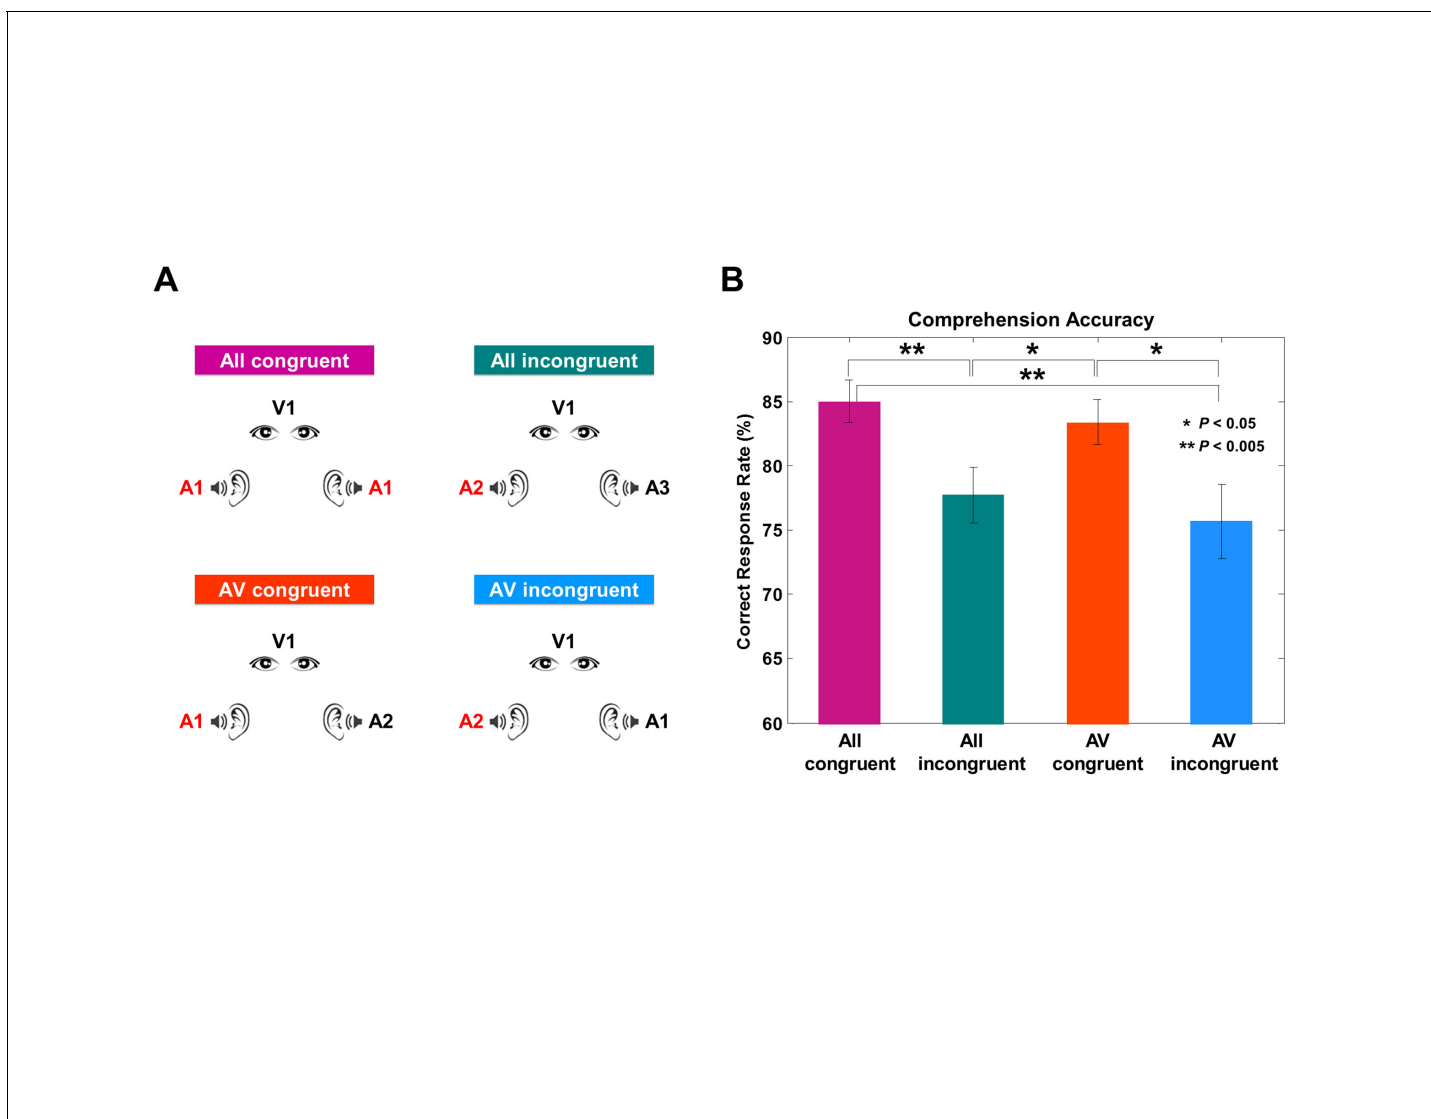 A
All congruent
V1
A1
A1
All incongruent
V1
A2
A3
AV congruent
V1
A1
A2
AV incongruent
V1
A2
A1
B
Comprehension Accuracy
**
*
*
**
* P < 0.05
** P < 0.005
Correct Response Rate (%)
90
85
80
75
70
65
60
All
congruent
All
incongruent
AV
congruent
AV
incongruent